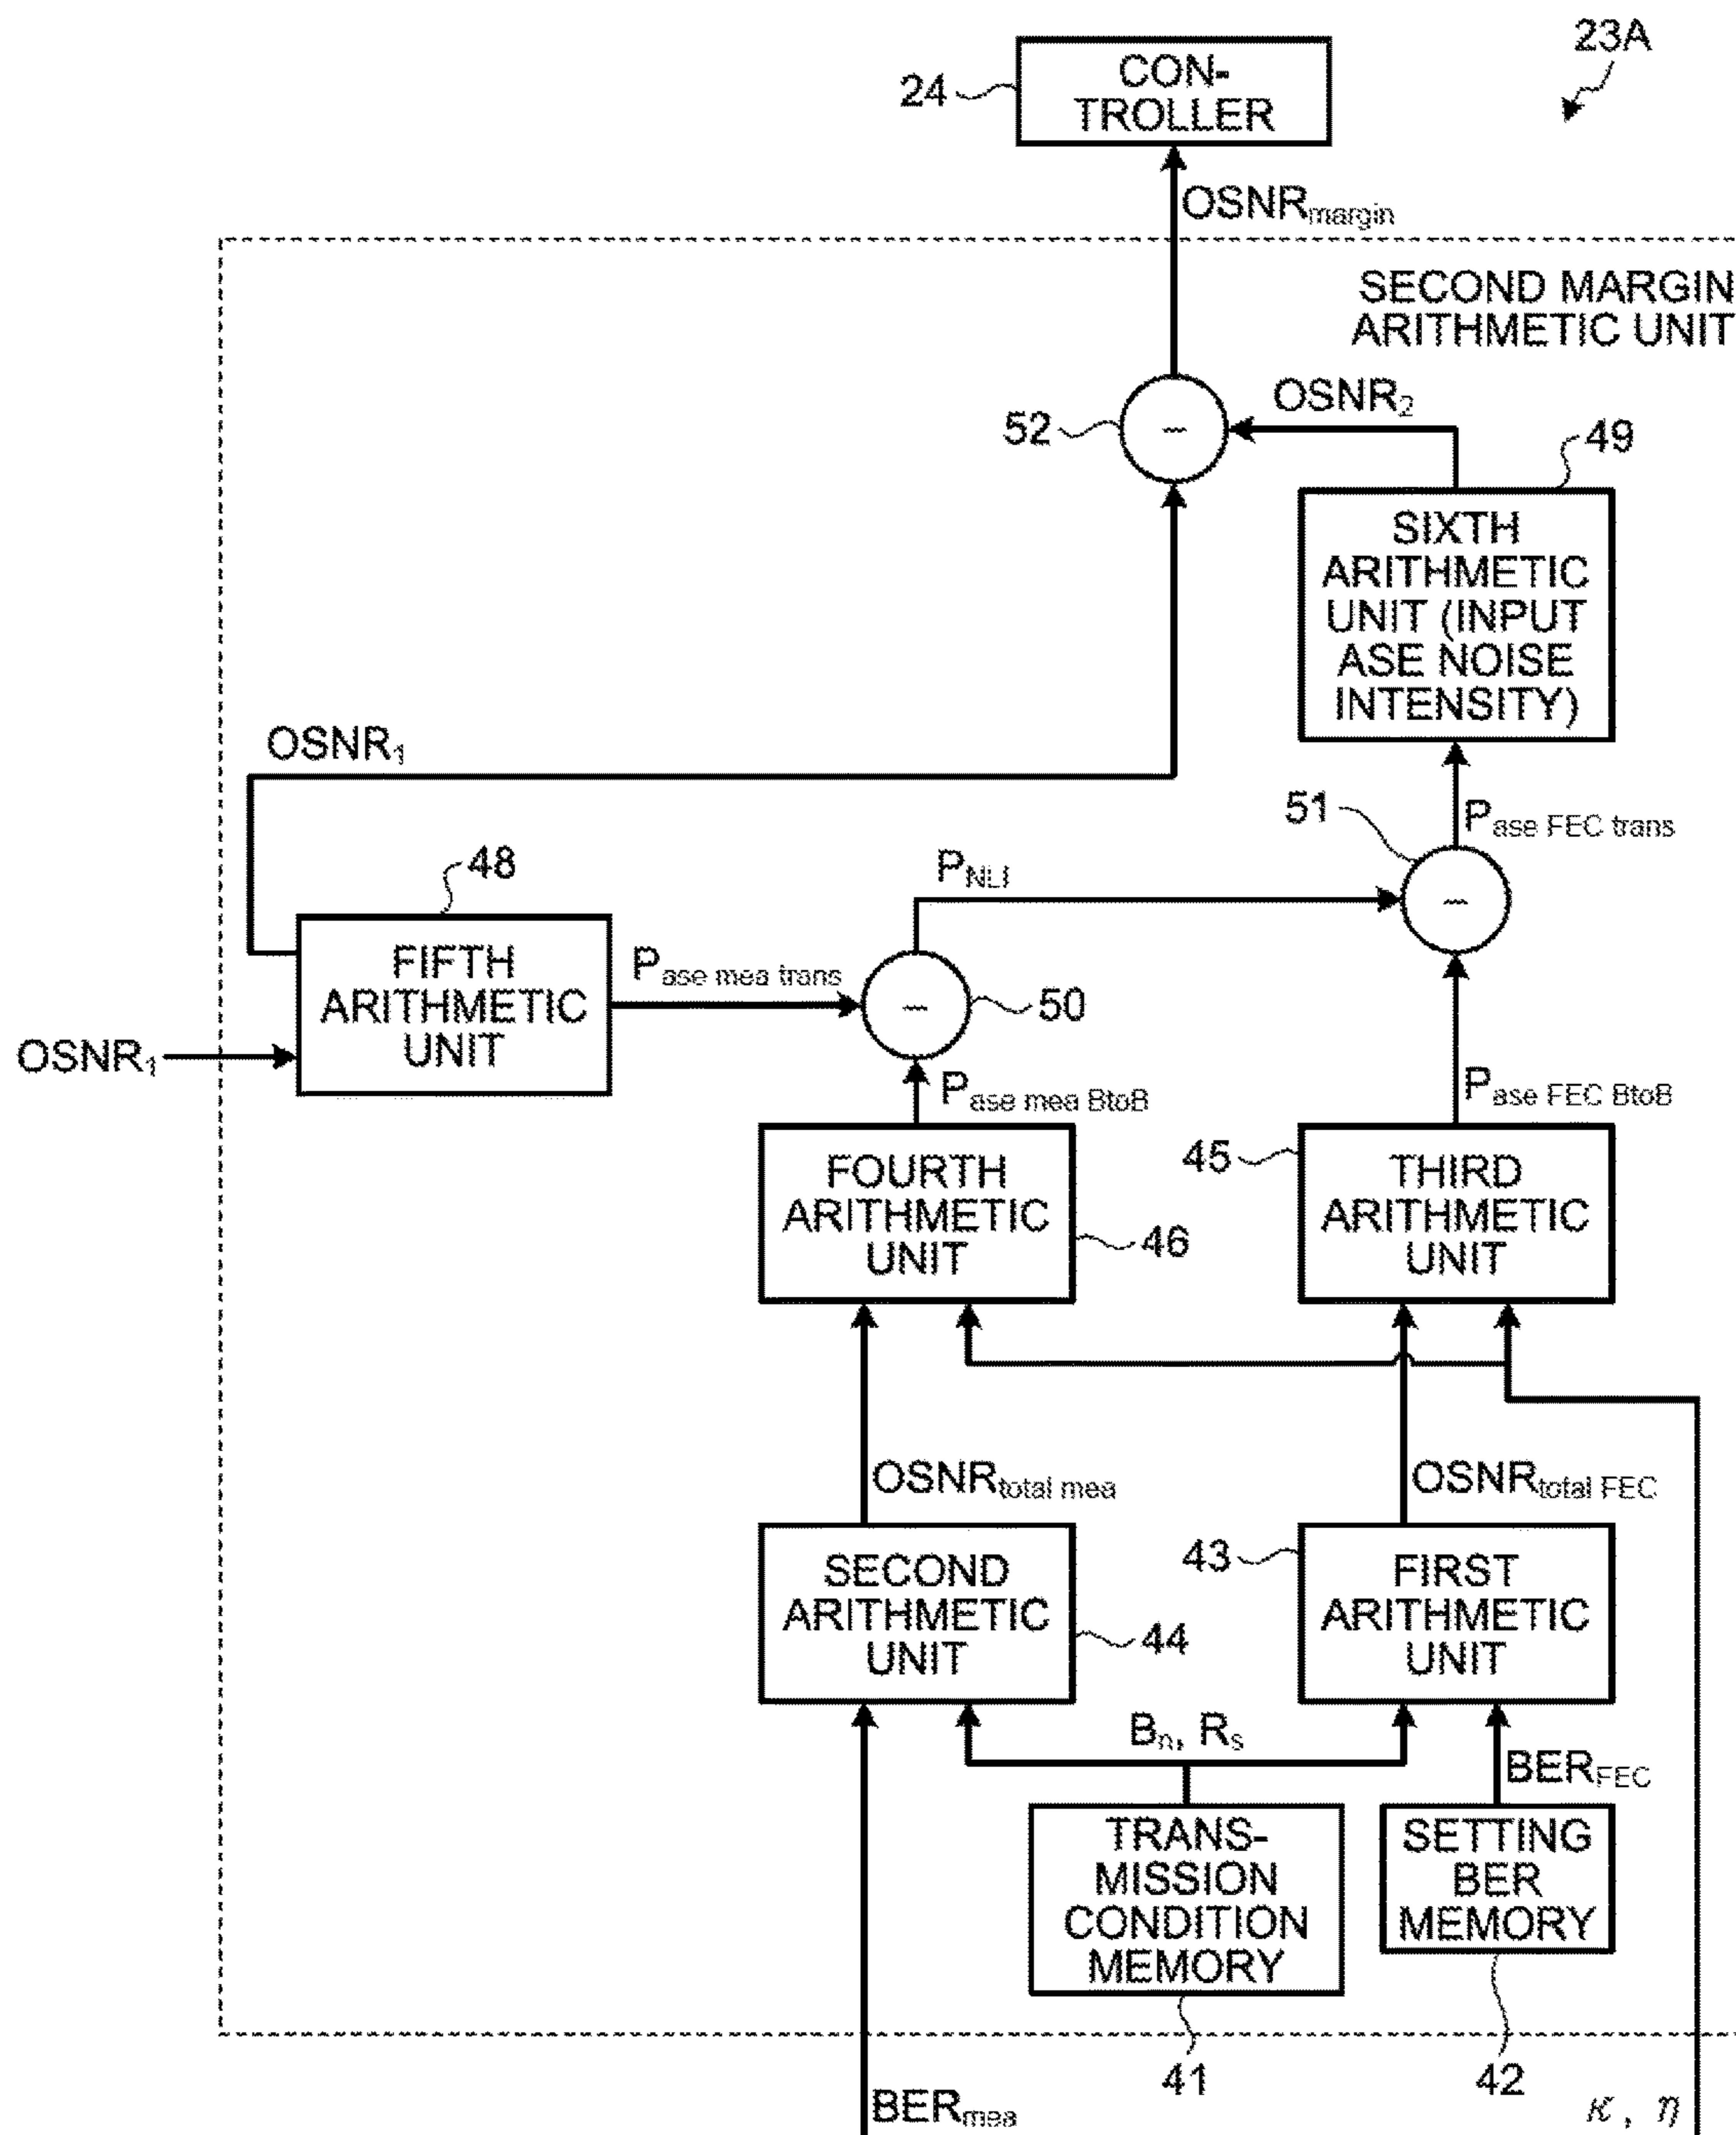 23A
24
CON-
TROLLER
OSNRmargin
SECOND MARGIN
ARITHMETIC UNIT
OSNR2
52
−
49
SIXTH
ARITHMETIC
UNIT (INPUT
ASE NOISE
INTENSITY)
OSNR1
51
Pase FEC trans
48
PNLI
−
FIFTH
ARITHMETIC
UNIT
Pase mea trans
−
50
OSNR1
Pase mea BtoB
Pase FEC BtoB
FOURTH
ARITHMETIC
UNIT
46
45
THIRD
ARITHMETIC
UNIT
OSNRtotal mea
OSNRtotal FEC
SECOND
ARITHMETIC
UNIT
44
43
FIRST
ARITHMETIC
UNIT
Bn, Rs
BERFEC
TRANS-
MISSION
CONDITION
MEMORY
SETTING
BER
MEMORY
41
42
BERmea
κ, η